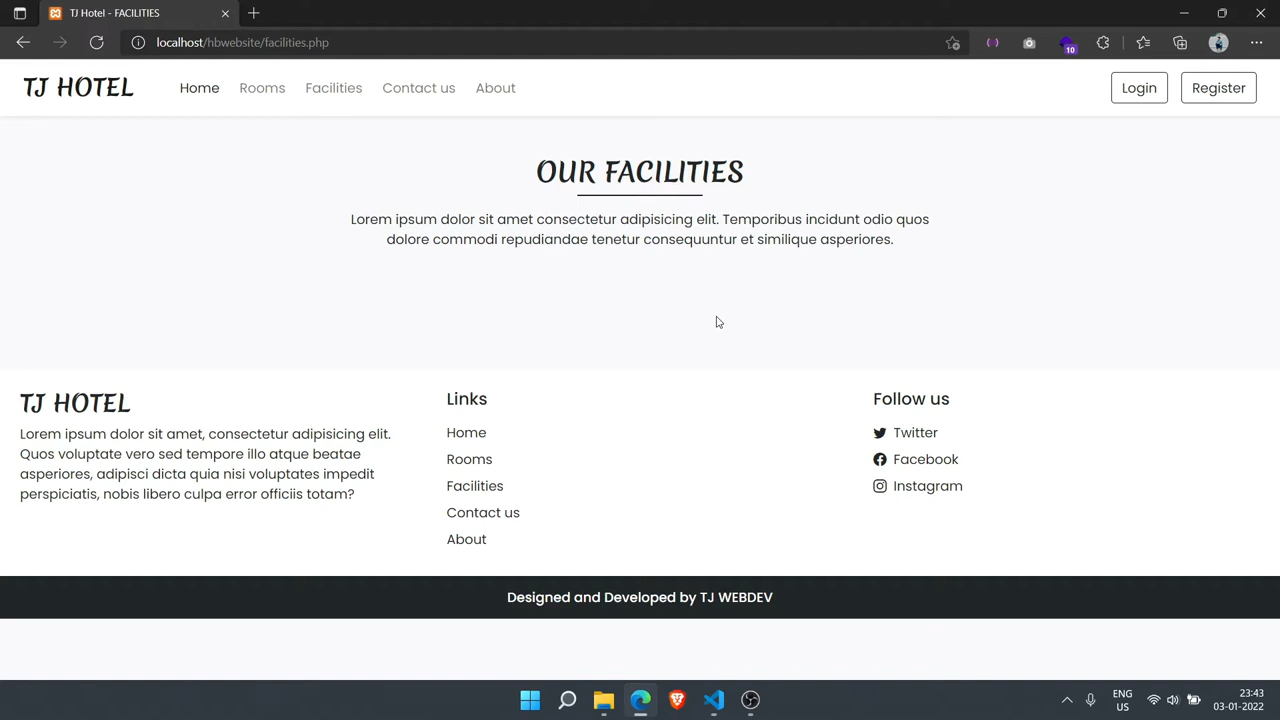 TJ Hotel - FACILITIES
localhost/hbwebsite/facilities.php
10
TJ HOTEL
Home
Rooms
Facilities
Contact us
About
Login
Register
OUR FACILITIES
Lorem ipsum dolor sit amet consectetur adipisicing elit. Temporibus incidunt odio quos
dolore commodi repudiandae tenetur consequuntur et similique asperiores.
TJ HOTEL
Lorem ipsum dolor sit amet, consectetur adipisicing elit.
Quos voluptate vero sed tempore illo atque beatae
asperiores, adipisci dicta quia nisi voluptates impedit
perspiciatis, nobis libero culpa error officiis totam?
Links
Home
Rooms
Facilities
Contact us
About
Follow us
Twitter
Facebook
Instagram
Designed and Developed by TJ WEBDEV
ENG
US
23:43
03-01-2022